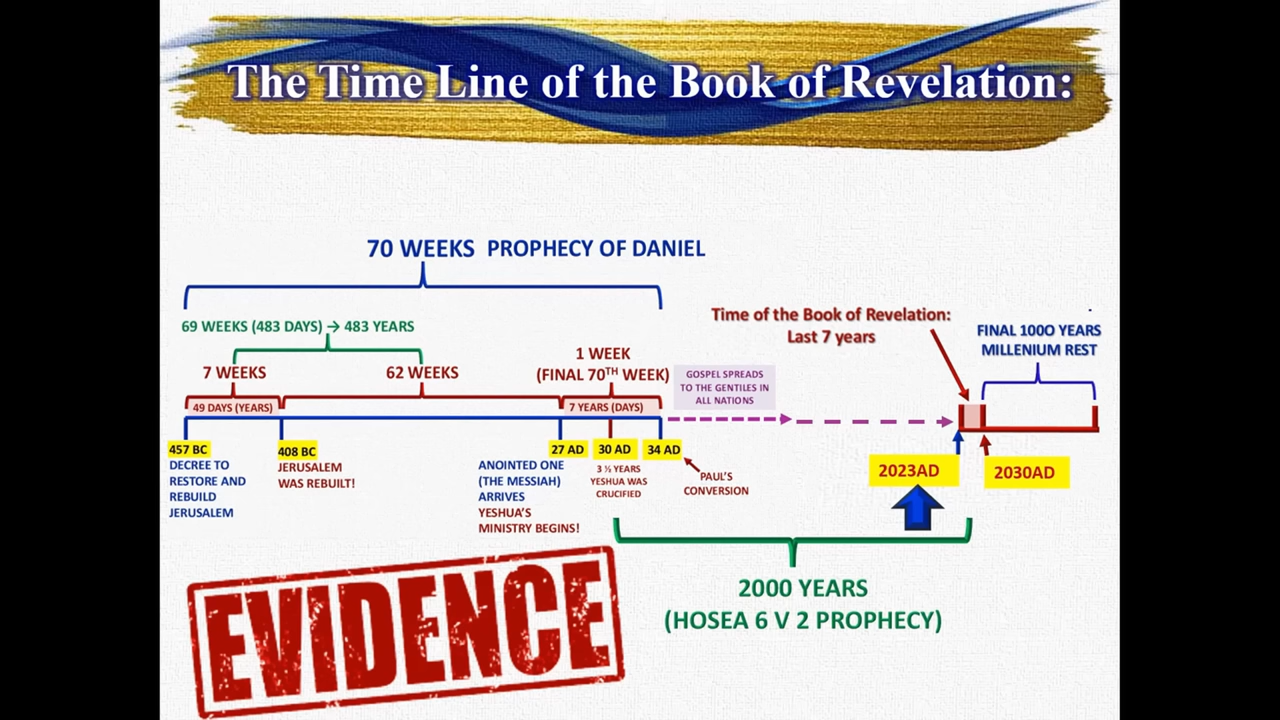 The Time Line of the Book of Revelation:
70 WEEKS PROPHECY OF DANIEL
69 WEEKS (483 DAYS) → 483 YEARS
7 WEEKS
62 WEEKS
1 WEEK
(FINAL 70TH WEEK)
49 DAYS (YEARS)
7 YEARS (DAYS)
GOSPEL SPREADS
TO THE GENTILES IN
ALL NATIONS
Time of the Book of Revelation:
Last 7 years
FINAL 100O YEARS
MILLENIUM REST
457 BC
DECREE TO
RESTORE AND
REBUILD
JERUSALEM
408 BC
JERUSALEM
WAS REBUILT!
27 AD
ANOINTED ONE
(THE MESSIAH)
ARRIVES
YESHUA'S
MINISTRY BEGINS!
30 AD
3 ½ YEARS
YESHUA WAS
CRUCIFIED
34 AD
PAUL'S
CONVERSION
2023AD
2030AD
2000 YEARS
(HOSEA 6 V 2 PROPHECY)
EVIDENCE